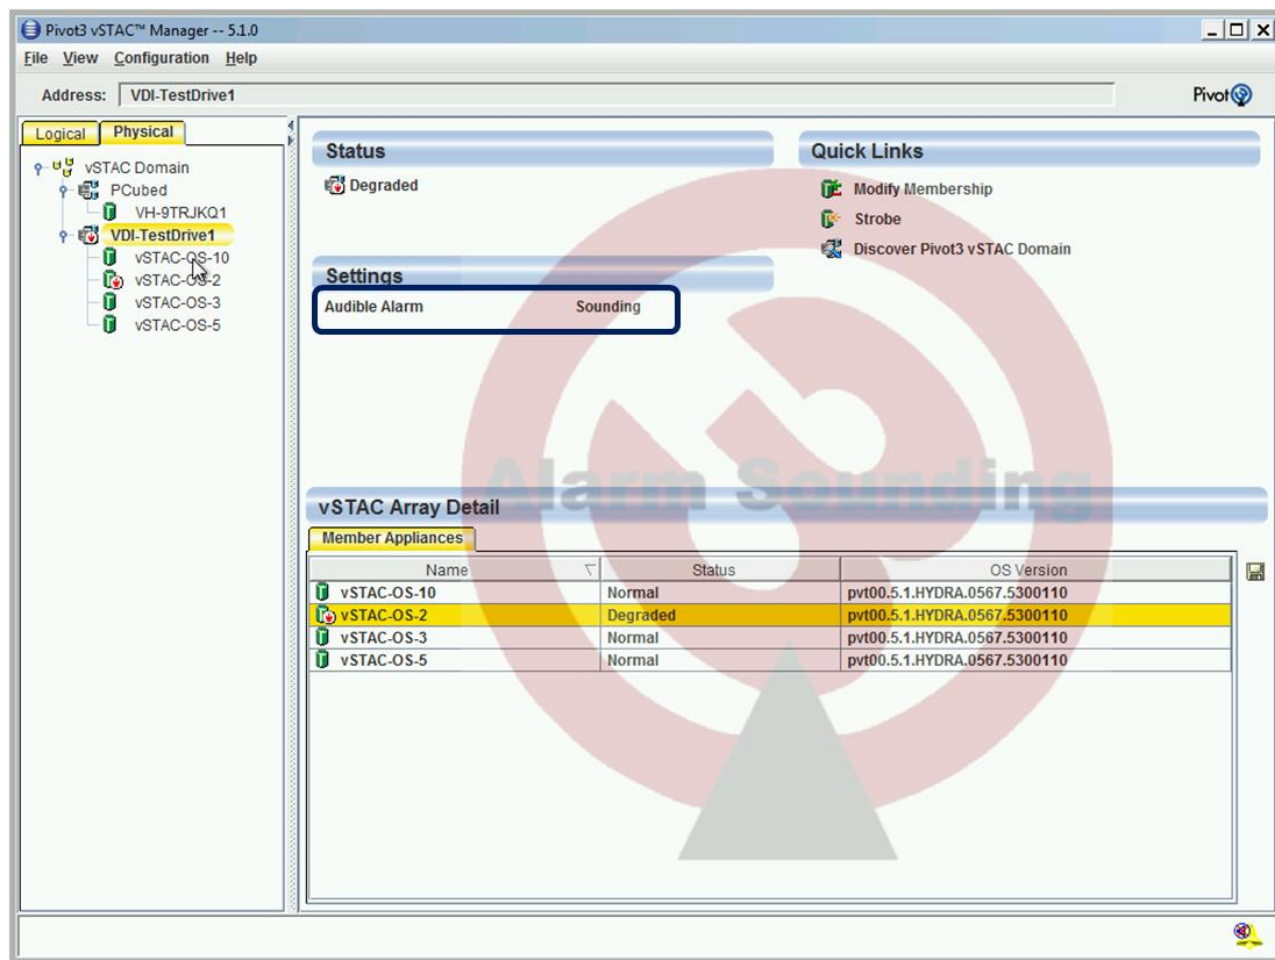 Pivot3 vSTAC™ Manager -- 5.1.0
File View Configuration Help
Address: VDI-TestDrive1
Pivot3
Logical Physical
vSTAC Domain
PCubed
VH-9TRJKQ1
VDI-TestDrive1
vSTAC-OS-10
vSTAC-OS-2
vSTAC-OS-3
vSTAC-OS-5
Status
Degraded
Quick Links
Modify Membership
Strobe
Discover Pivot3 vSTAC Domain
Settings
Audible Alarm Sounding
Alarm Sounding
vSTAC Array Detail
Member Appliances
Name Status OS Version
vSTAC-OS-10 Normal pvt00.5.1.HYDRA.0567.5300110
vSTAC-OS-2 Degraded pvt00.5.1.HYDRA.0567.5300110
vSTAC-OS-3 Normal pvt00.5.1.HYDRA.0567.5300110
vSTAC-OS-5 Normal pvt00.5.1.HYDRA.0567.5300110